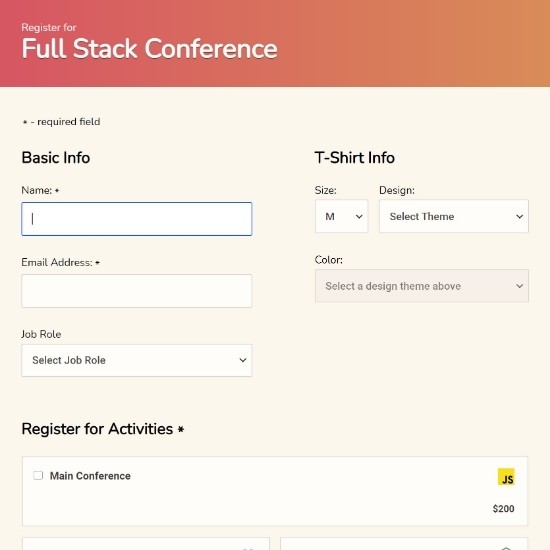 Register for
Full Stack Conference
* - required field
Basic Info
Name: *
Email Address: *
Job Role
Select Job Role
T-Shirt Info
Size:
M
Design:
Select Theme
Color:
Select a design theme above
Register for Activities *
Main Conference
JS
$200